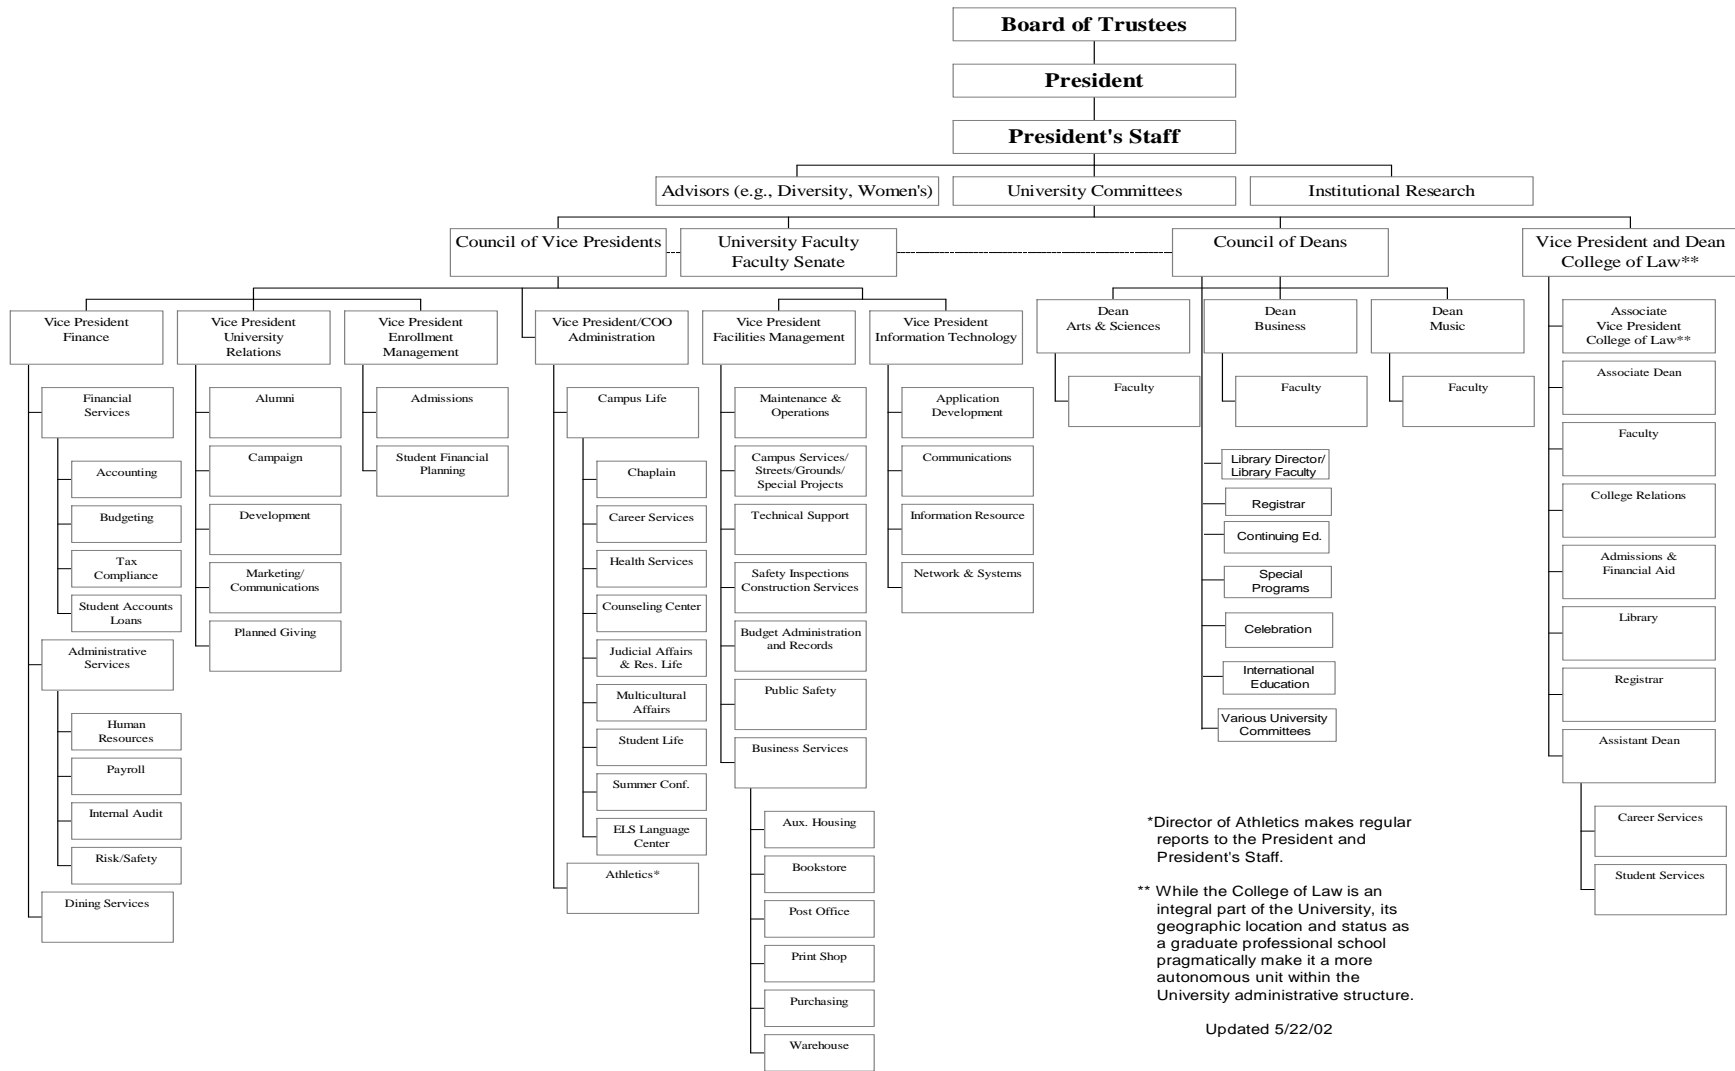 Board of Trustees
President
President's Staff
Advisors (e.g., Diversity, Women's)
University Committees
Institutional Research
Council of Vice Presidents
University Faculty
Faculty Senate
Council of Deans
Vice President and Dean
College of Law**
Vice President
Finance
Financial
Services
Accounting
Budgeting
Tax
Compliance
Student Accounts
Loans
Administrative
Services
Human
Resources
Payroll
Internal Audit
Risk/Safety
Dining Services
Vice President
University
Relations
Alumni
Campaign
Development
Marketing/
Communications
Planned Giving
Vice President
Enrollment
Management
Admissions
Student Financial
Planning
Vice President/COO
Administration
Campus Life
Chaplain
Career Services
Health Services
Counseling Center
Judicial Affairs
& Res. Life
Multicultural
Affairs
Student Life
Summer Conf.
ELS Language
Center
Athletics*
Vice President
Facilities Management
Maintenance &
Operations
Campus Services/
Streets/Grounds/
Special Projects
Technical Support
Safety Inspections
Construction Services
Budget Administration
and Records
Public Safety
Business Services
Aux. Housing
Bookstore
Post Office
Print Shop
Purchasing
Warehouse
Vice President
Information Technology
Application
Development
Communications
Information Resource
Network & Systems
Dean
Arts & Sciences
Faculty
Dean
Business
Faculty
Dean
Music
Faculty
Library Director/
Library Faculty
Registrar
Continuing Ed.
Special
Programs
Celebration
International
Education
Various University
Committees
Associate
Vice President
College of Law**
Associate Dean
Faculty
College Relations
Admissions &
Financial Aid
Library
Registrar
Assistant Dean
Career Services
Student Services
*Director of Athletics makes regular
reports to the President and
President's Staff.
** While the College of Law is an
integral part of the University, its
geographic location and status as
a graduate professional school
pragmatically make it a more
autonomous unit within the
University administrative structure.
Updated 5/22/02